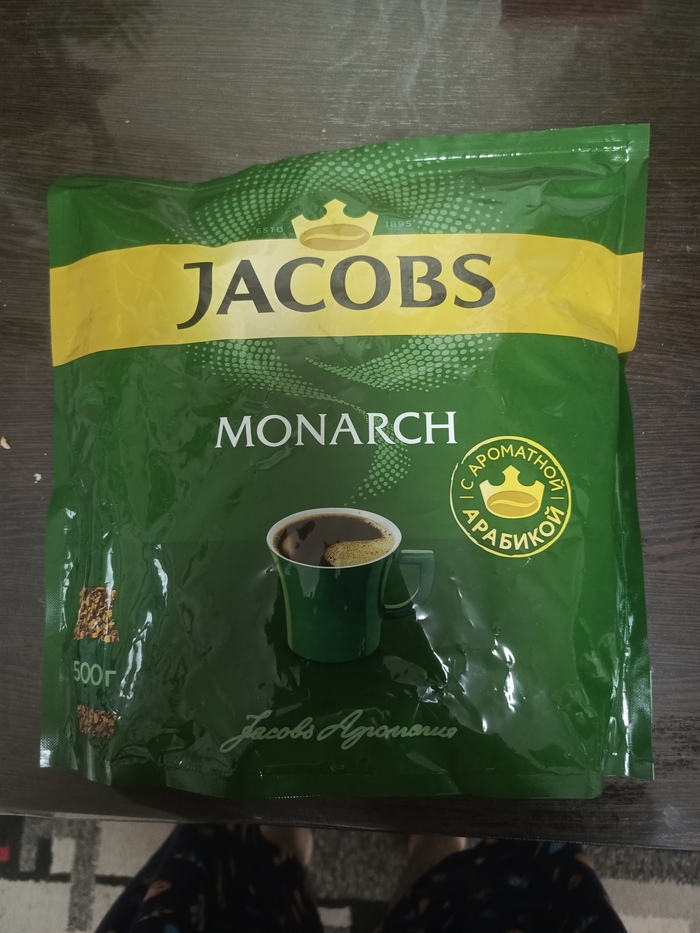 ESTD 1895
JACOBS
MONARCH
С АРОМАТНОЙ
АРАБИКОЙ
500г
Jacobs Аромагия